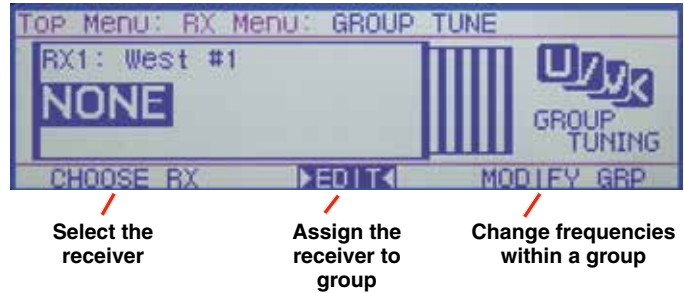 TOP MENU: RX MENU: GROUP TUNE
RX1: West #1
NONE
U/VK
GROUP
TUNING
CHOOSE RX
EDIT
MODIFY GRP
Select the
receiver
Assign the
receiver to
group
Change frequencies
within a group